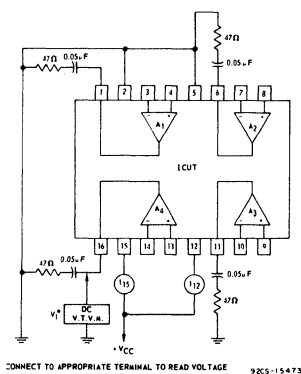 47Ω
0.05μF
47Ω
0.05μF
1 2 3 4 5 6 7 8
- + - +
A1 A2
ICUT
A4 A3
+ - + -
16 15 14 13 12 11 10 9
47Ω 0.05μF
I15 I12
0.05μF
47Ω
V1*
DC
V.T.V.M.
+VCC
CONNECT TO APPROPRIATE TERMINAL TO READ VOLTAGE
92CS-15473